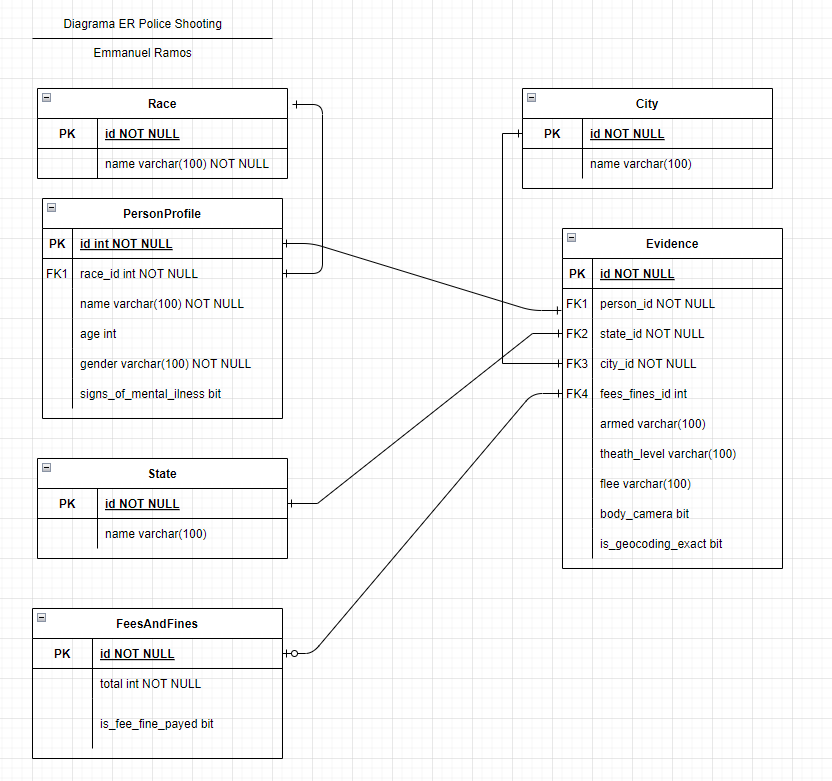 Diagrama ER Police Shooting
Emmanuel Ramos
Race
PK id NOT NULL
name varchar(100) NOT NULL
PersonProfile
PK id int NOT NULL
FK1 race_id int NOT NULL
name varchar(100) NOT NULL
age int
gender varchar(100) NOT NULL
signs_of_mental_ilness bit
State
PK id NOT NULL
name varchar(100)
FeesAndFines
PK id NOT NULL
total int NOT NULL
is_fee_fine_payed bit
City
PK id NOT NULL
name varchar(100)
Evidence
PK id NOT NULL
FK1 person_id NOT NULL
FK2 state_id NOT NULL
FK3 city_id NOT NULL
FK4 fees_fines_id int
armed varchar(100)
theath_level varchar(100)
flee varchar(100)
body_camera bit
is_geocoding_exact bit